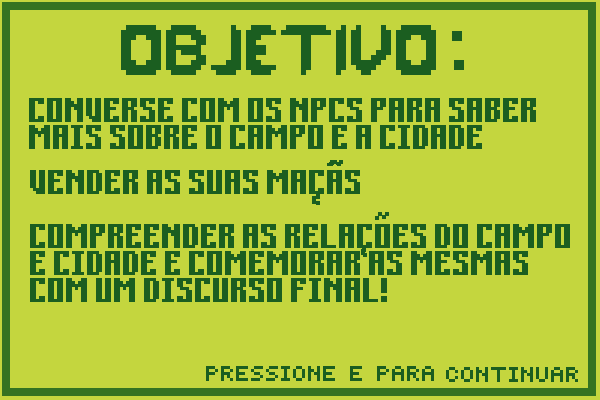 OBJETIVO:
CONVERSE COM OS NPCS PARA SABER
MAIS SOBRE O CAMPO E A CIDADE
VENDER AS SUAS MAÇÃS
COMPREENDER AS RELAÇÕES DO CAMPO
E CIDADE E COMEMORAR AS MESMAS
COM UM DISCURSO FINAL!
PRESSIONE E PARA CONTINUAR